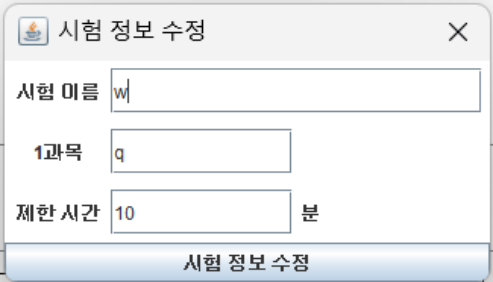 시험 정보 수정
시험 이름 w
1과목 q
제한 시간 10 분
시험 정보 수정